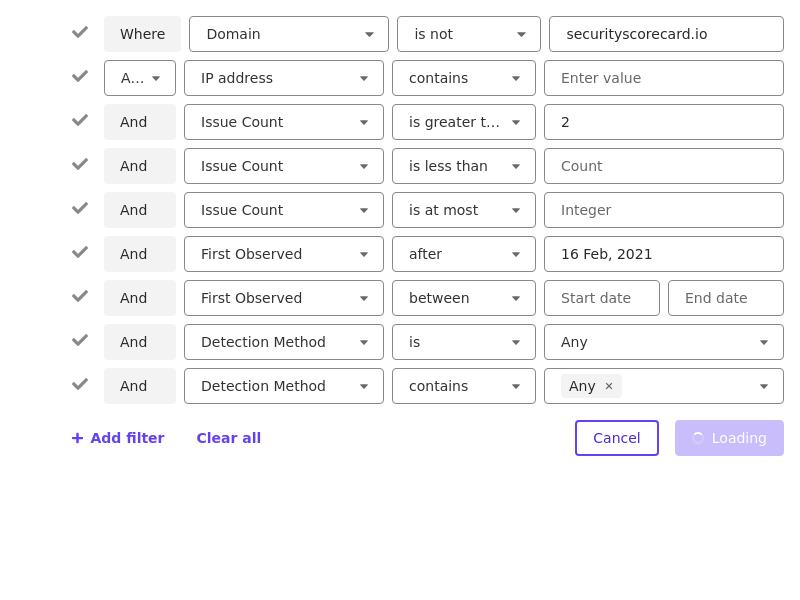 Where Domain is not securityscorecard.io
A... IP address contains Enter value
And Issue Count is greater t... 2
And Issue Count is less than Count
And Issue Count is at most Integer
And First Observed after 16 Feb, 2021
And First Observed between Start date End date
And Detection Method is Any
And Detection Method contains Any ×
+ Add filter Clear all Cancel Loading